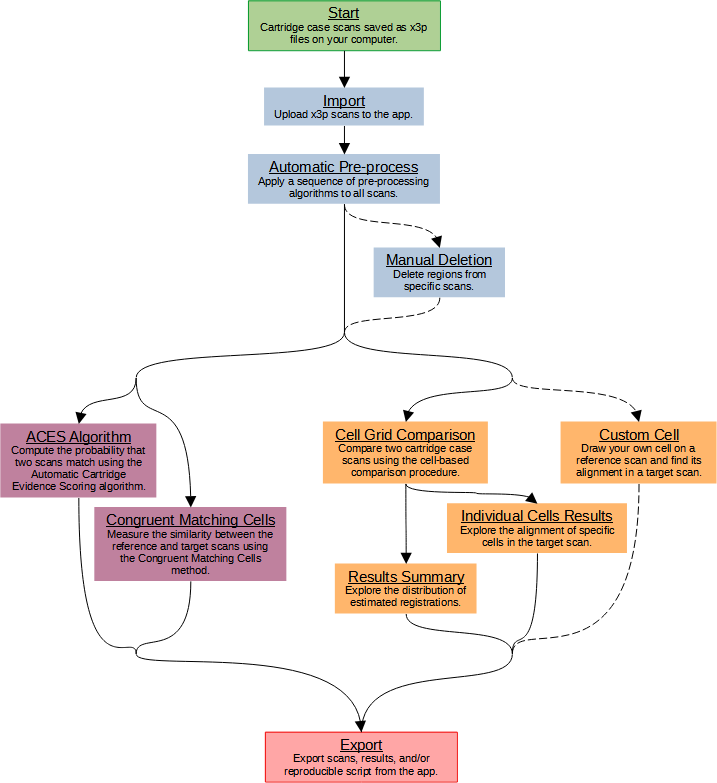 Start
Cartridge case scans saved as x3p
files on your computer.
Import
Upload x3p scans to the app.
Automatic Pre-process
Apply a sequence of pre-processing
algorithms to all scans.
Manual Deletion
Delete regions from
specific scans.
ACES Algorithm
Compute the probability that
two scans match using the
Automatic Cartridge
Evidence Scoring algorithm.
Congruent Matching Cells
Measure the similarity between the
reference and target scans using
the Congruent Matching Cells
method.
Cell Grid Comparison
Compare two cartridge case
scans using the cell-based
comparison procedure.
Custom Cell
Draw your own cell on a
reference scan and find its
alignment in a target scan.
Individual Cells Results
Explore the alignment of specific
cells in the target scan.
Results Summary
Explore the distribution of
estimated registrations.
Export
Export scans, results, and/or
reproducible script from the app.